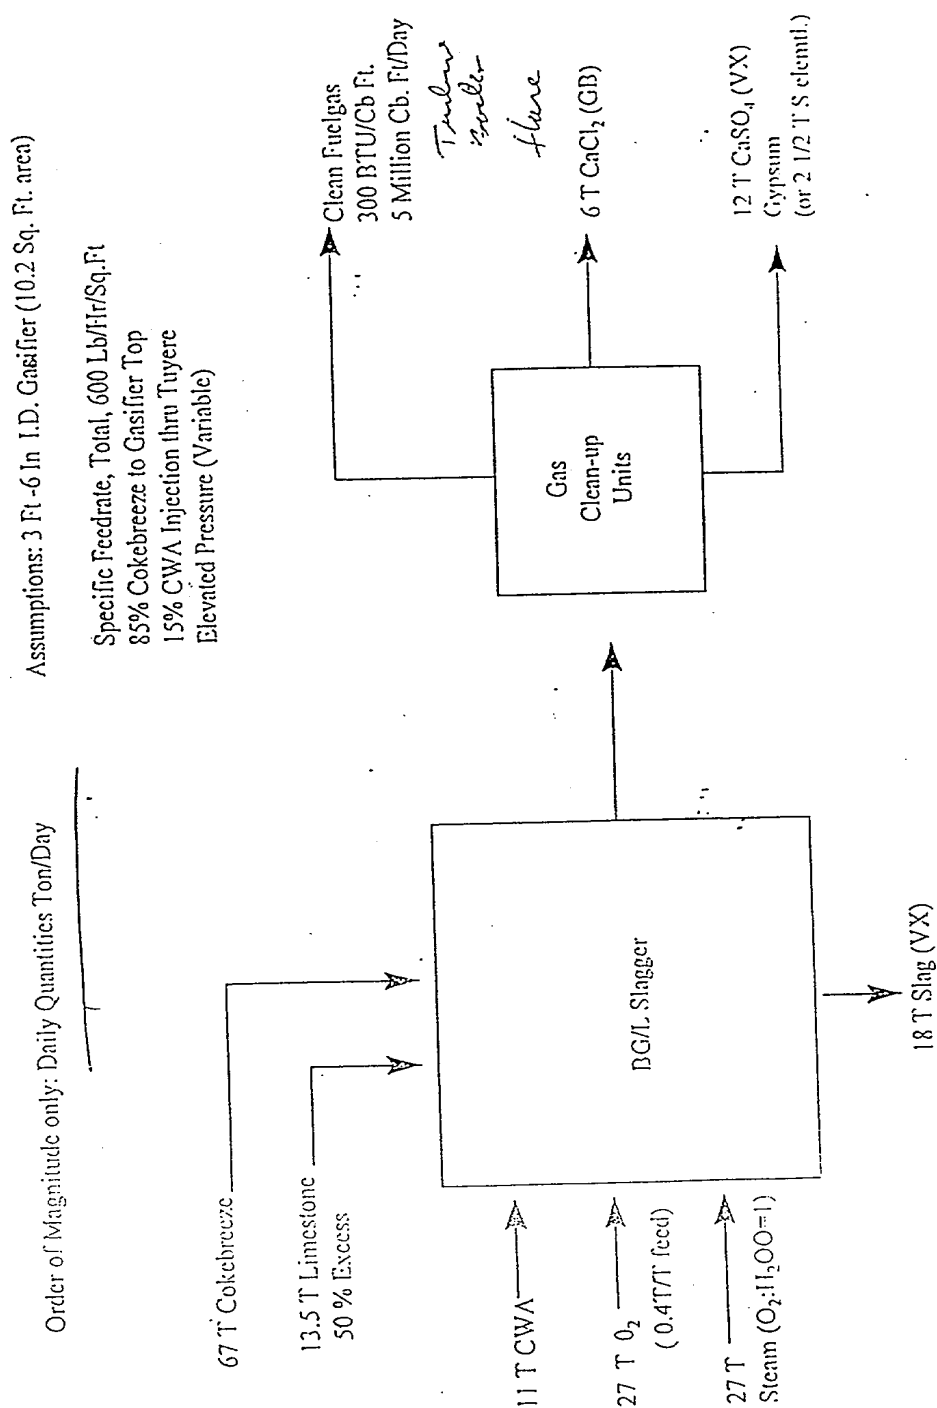 Order of Magnitude only: Daily Quantities Ton/Day
Assumptions: 3 Ft -6 In I.D. Gasifier (10.2 Sq. Ft. area)
Specific Feedrate, Total, 600 Lb/Hr/Sq.Ft
85% Cokebreeze to Gasifier Top
15% CWA Injection thru Tuyere
Elevated Pressure (Variable)
67 T Cokebreeze
13.5 T Limestone
50 % Excess
11 T CWA
27 T O₂
( 0.4T/T feed)
27 T
Steam (O₂:H₂OO=1)
BG/L Slagger
18 T Slag (VX)
Gas
Clean-up
Units
Clean Fuelgas
300 BTU/Cb Ft.
5 Million Cb. Ft/Day
flare
6 T CaCl₂ (GB)
12 T CaSO₄ (VX)
Gypsum
(or 2 1/2 T S elemtl.)